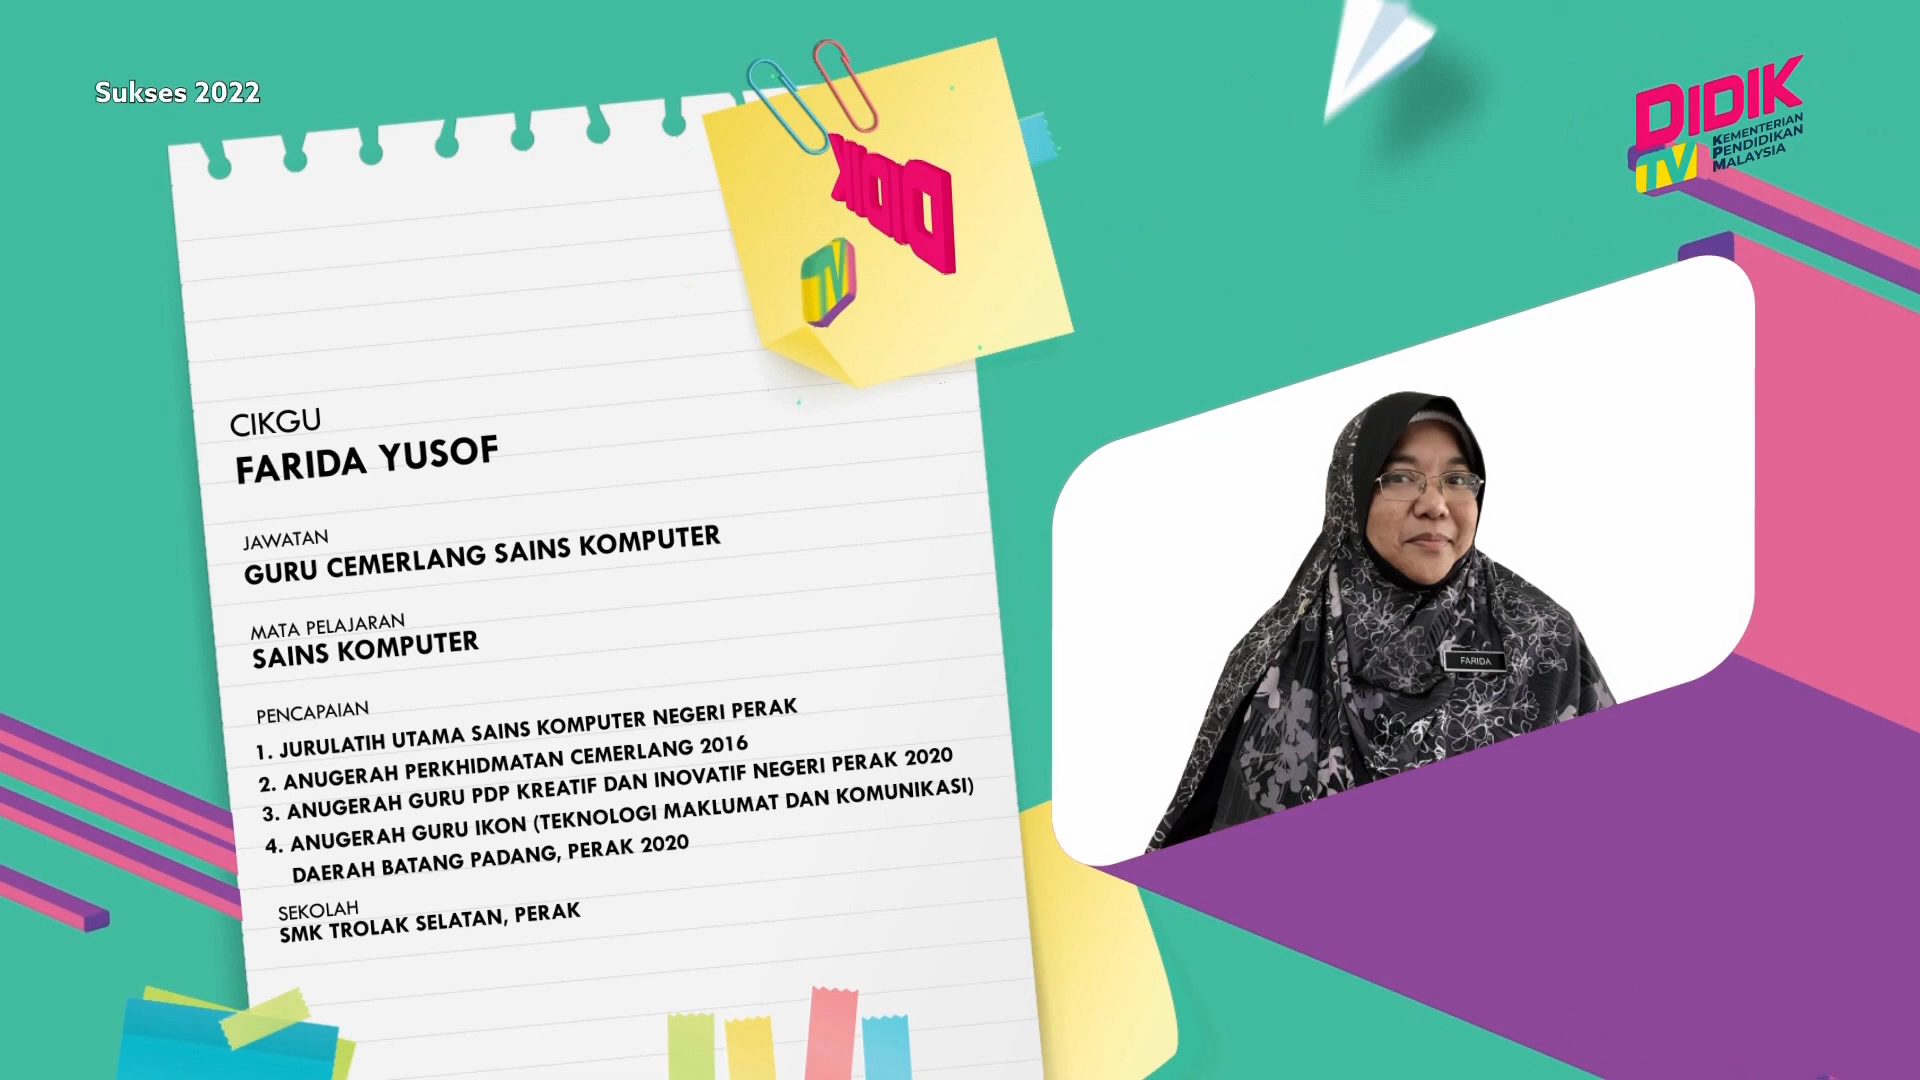 Sukses 2022
DIDIK
TV
KEMENTERIAN
PENDIDIKAN
MALAYSIA
DIDIK
TV
CIKGU
FARIDA YUSOF
JAWATAN
GURU CEMERLANG SAINS KOMPUTER
MATA PELAJARAN
SAINS KOMPUTER
PENCAPAIAN
1. JURULATIH UTAMA SAINS KOMPUTER NEGERI PERAK
2. ANUGERAH PERKHIDMATAN CEMERLANG 2016
3. ANUGERAH GURU PDP KREATIF DAN INOVATIF NEGERI PERAK 2020
4. ANUGERAH GURU IKON (TEKNOLOGI MAKLUMAT DAN KOMUNIKASI)
DAERAH BATANG PADANG, PERAK 2020
SEKOLAH
SMK TROLAK SELATAN, PERAK
FARIDA